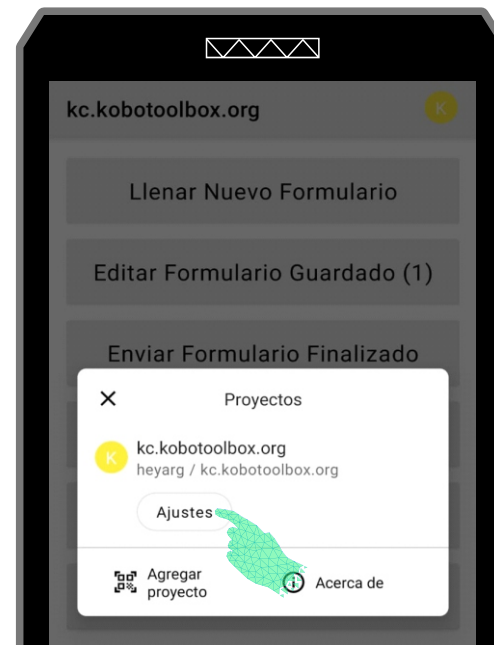 kc.kobotoolbox.org
K
Llenar Nuevo Formulario
Editar Formulario Guardado (1)
Enviar Formulario Finalizado
Proyectos
K
kc.kobotoolbox.org
heyarg / kc.kobotoolbox.org
Ajustes
Agregar
proyecto
Acerca de